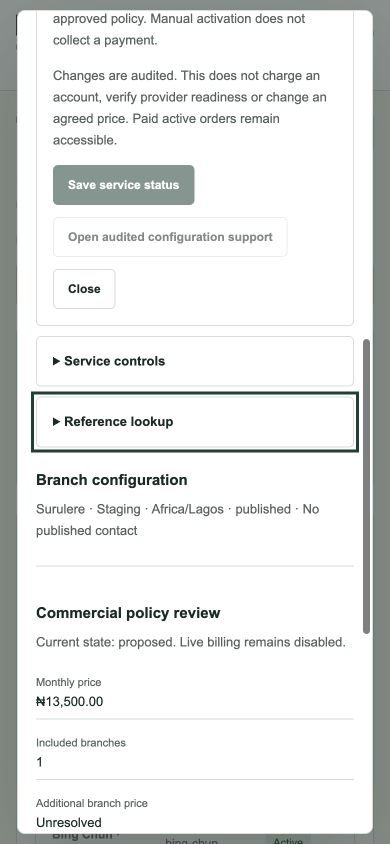 approved policy. Manual activation does not
collect a payment.
Changes are audited. This does not charge an
account, verify provider readiness or change an
agreed price. Paid active orders remain
accessible.
Save service status
Open audited configuration support
Close
▶ Service controls
▶ Reference lookup
Branch configuration
Surulere · Staging · Africa/Lagos · published · No
published contact
Commercial policy review
Current state: proposed. Live billing remains disabled.
Monthly price
₦13,500.00
Included branches
1
Additional branch price
Unresolved